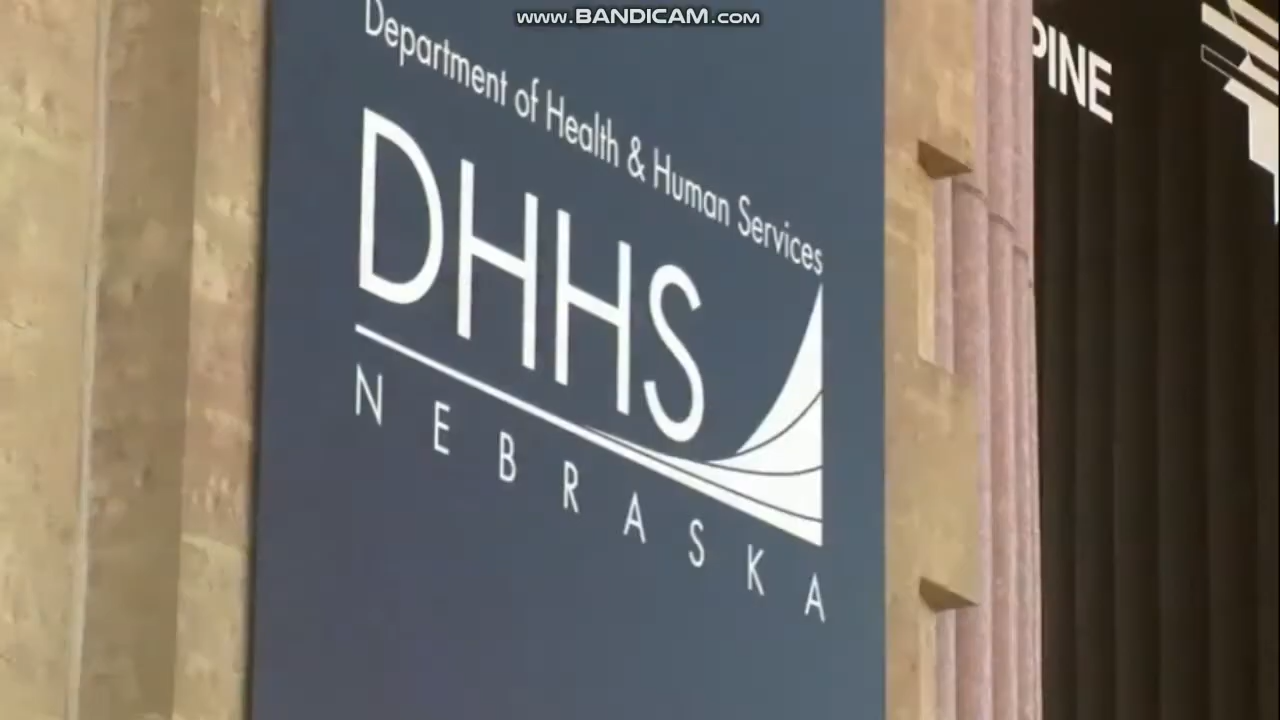 www.BANDICAM.com
Department of Health & Human Services
DHHS
NEBRASKA
PINE